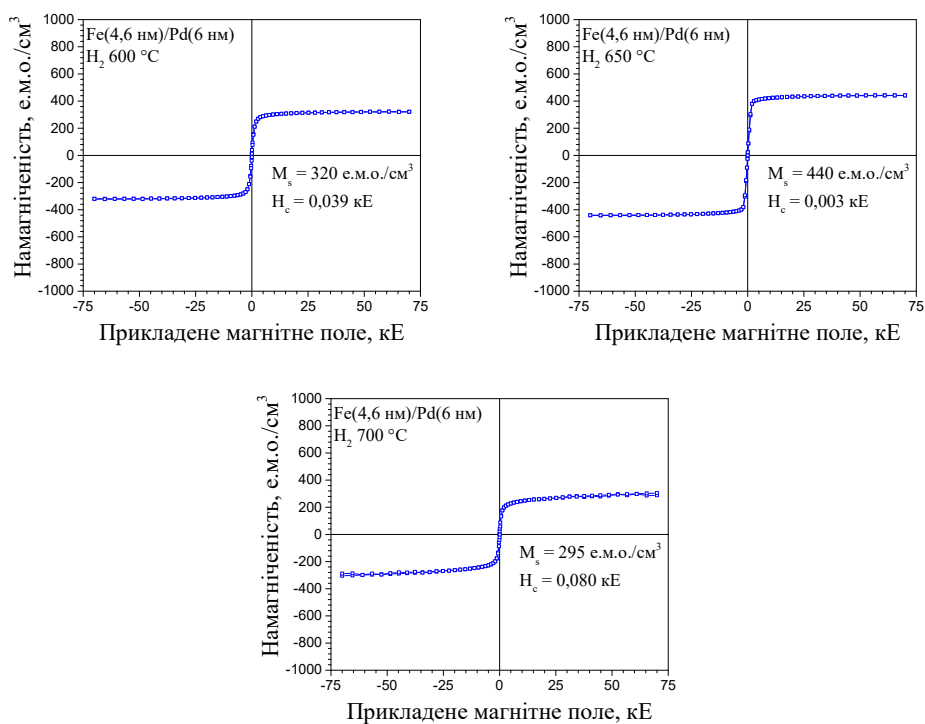 Fe(4,6 нм)/Pd(6 нм)
H₂ 600 °C
1000
800
600
400
200
0
-200
-400
-600
-800
-1000
Намагніченість, е.м.о./см³
Mₛ = 320 е.м.о./см³
H꜀ = 0,039 кЕ
-75 -50 -25 0 25 50 75
Прикладене магнітне поле, кЕ
Fe(4,6 нм)/Pd(6 нм)
H₂ 650 °C
1000
800
600
400
200
0
-200
-400
-600
-800
-1000
Намагніченість, е.м.о./см³
Mₛ = 440 е.м.о./см³
H꜀ = 0,003 кЕ
-75 -50 -25 0 25 50 75
Прикладене магнітне поле, кЕ
Fe(4,6 нм)/Pd(6 нм)
H₂ 700 °C
1000
800
600
400
200
0
-200
-400
-600
-800
-1000
Намагніченість, е.м.о./см³
Mₛ = 295 е.м.о./см³
H꜀ = 0,080 кЕ
-75 -50 -25 0 25 50 75
Прикладене магнітне поле, кЕ